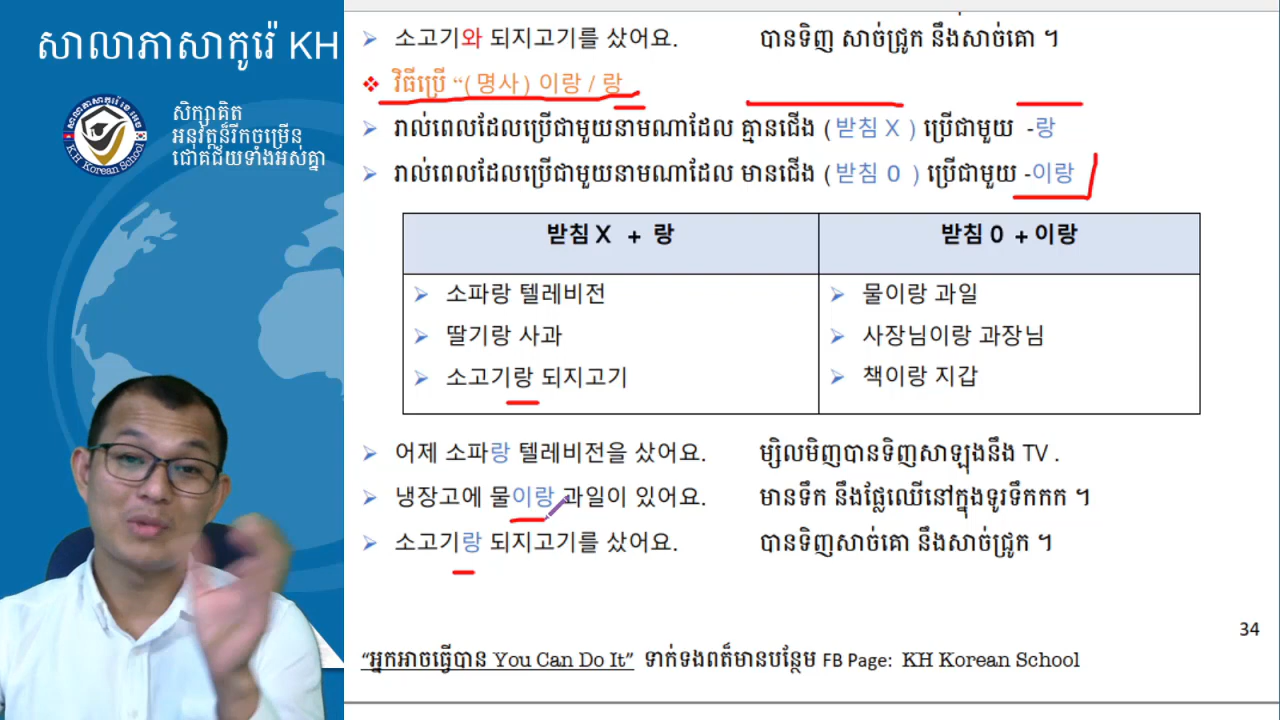 សាលាភាសាកូរ៉េ KH
K.H Korean School
សិក្សាគិត
អនុវត្តន៍រីកចម្រើន
ជោគជ័យទាំងអស់គ្នា
소고기와 되지고기를 샀어요. បានទិញ សាច់ជ្រូក នឹងសាច់គោ ។
វិធីប្រើ “( 명사 ) 이랑 / 랑
រាល់ពេលដែលប្រើជាមួយនាមណាដែល គ្មានជើង ( 받침 X ) ប្រើជាមួយ -랑
រាល់ពេលដែលប្រើជាមួយនាមណាដែល មានជើង ( 받침 0 ) ប្រើជាមួយ -이랑
받침 X + 랑 받침 0 + 이랑
소파랑 텔레비전 물이랑 과일
딸기랑 사과 사장님이랑 과장님
소고기랑 되지고기 책이랑 지갑
어제 소파랑 텔레비전을 샀어요. ម្សិលមិញបានទិញសាឡុងនឹង TV .
냉장고에 물이랑 과일이 있어요. មានទឹក នឹងផ្លែឈើនៅក្នុងទូរទឹកកក ។
소고기랑 되지고기를 샀어요. បានទិញសាច់គោ នឹងសាច់ជ្រូក ។
34
“អ្នកអាចធ្វើបាន You Can Do It” ទាក់ទងពត៏មានបន្ថែម FB Page: KH Korean School